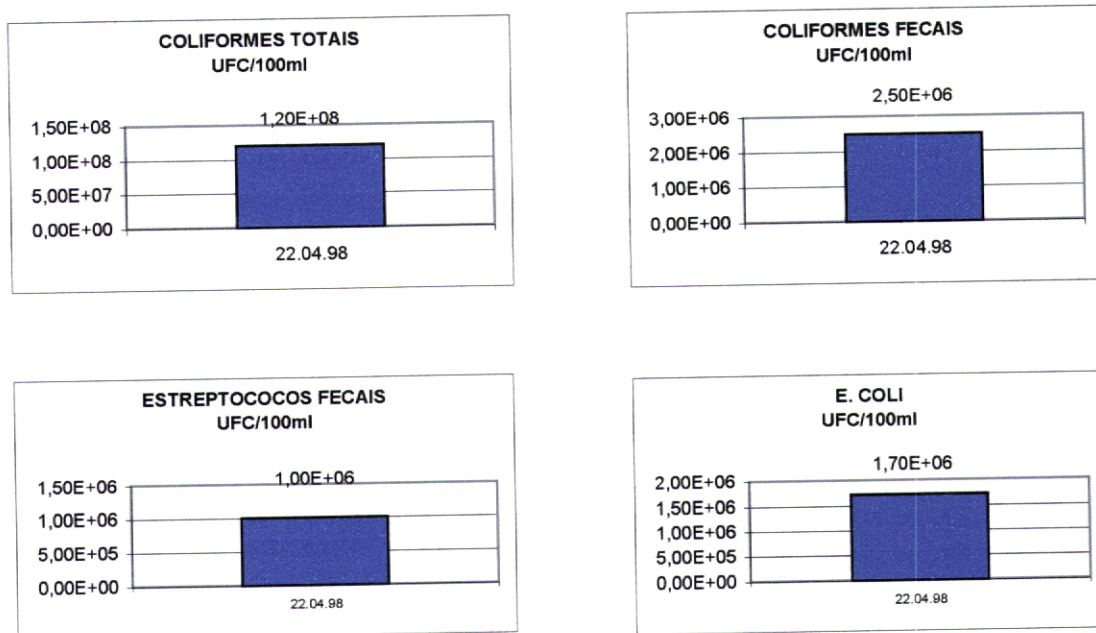 COLIFORMES TOTAIS
UFC/100ml
1,20E+08
1,50E+08
1,00E+08
5,00E+07
0,00E+00
22.04.98
COLIFORMES FECAIS
UFC/100ml
2,50E+06
3,00E+06
2,00E+06
1,00E+06
0,00E+00
22.04.98
ESTREPTOCOCOS FECAIS
UFC/100ml
1,00E+06
1,50E+06
1,00E+06
5,00E+05
0,00E+00
22.04.98
E. COLI
UFC/100ml
1,70E+06
2,00E+06
1,50E+06
1,00E+06
5,00E+05
0,00E+00
22.04.98